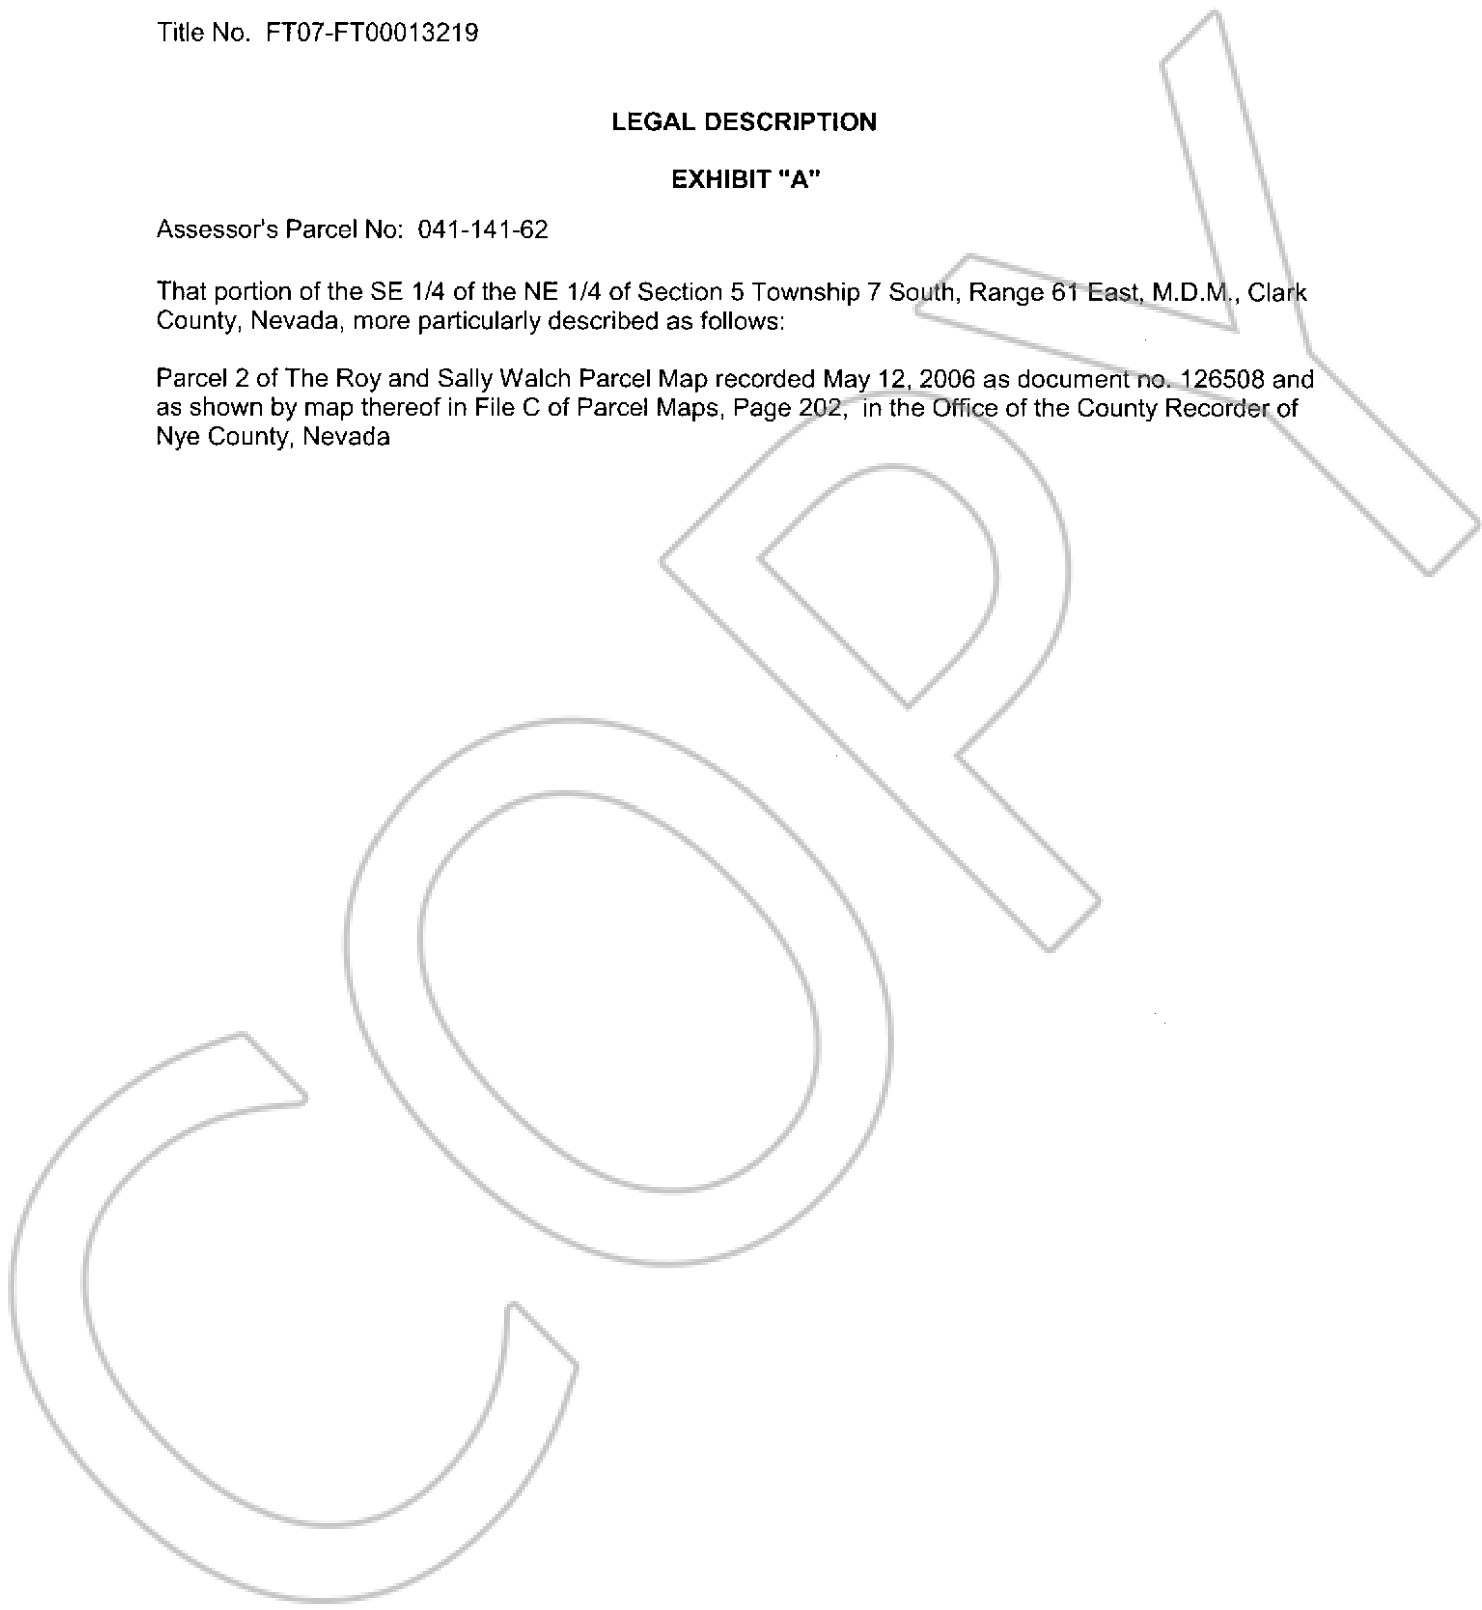 Title No. FT07-FT00013219
LEGAL DESCRIPTION
EXHIBIT "A"
Assessor's Parcel No: 041-141-62
That portion of the SE 1/4 of the NE 1/4 of Section 5 Township 7 South, Range 61 East, M.D.M., Clark
County, Nevada, more particularly described as follows:
Parcel 2 of The Roy and Sally Walch Parcel Map recorded May 12, 2006 as document no. 126508 and
as shown by map thereof in File C of Parcel Maps, Page 202, in the Office of the County Recorder of
Nye County, Nevada
COPY